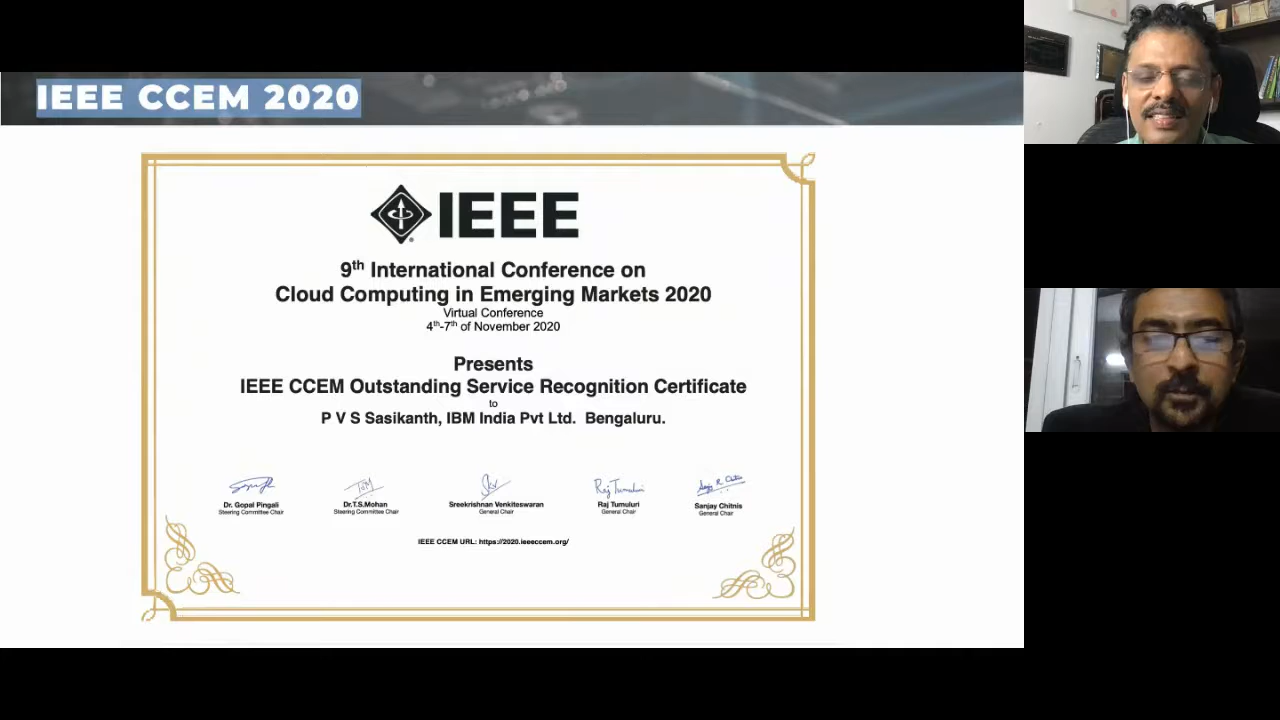 IEEE CCEM 2020
IEEE
9th International Conference on
Cloud Computing in Emerging Markets 2020
Virtual Conference
4th-7th of November 2020
Presents
IEEE CCEM Outstanding Service Recognition Certificate
to
P V S Sasikanth, IBM India Pvt Ltd. Bengaluru.
Raj Tumuluri
Dr. Gopal Pingali
Steering Committee Chair
Dr.T.S.Mohan
Steering Committee Chair
Sreekrishnan Venkiteswaran
General Chair
Raj Tumuluri
General Chair
Sanjay Chitnis
General Chair
IEEE CCEM URL: https://2020.ieeeccem.org/